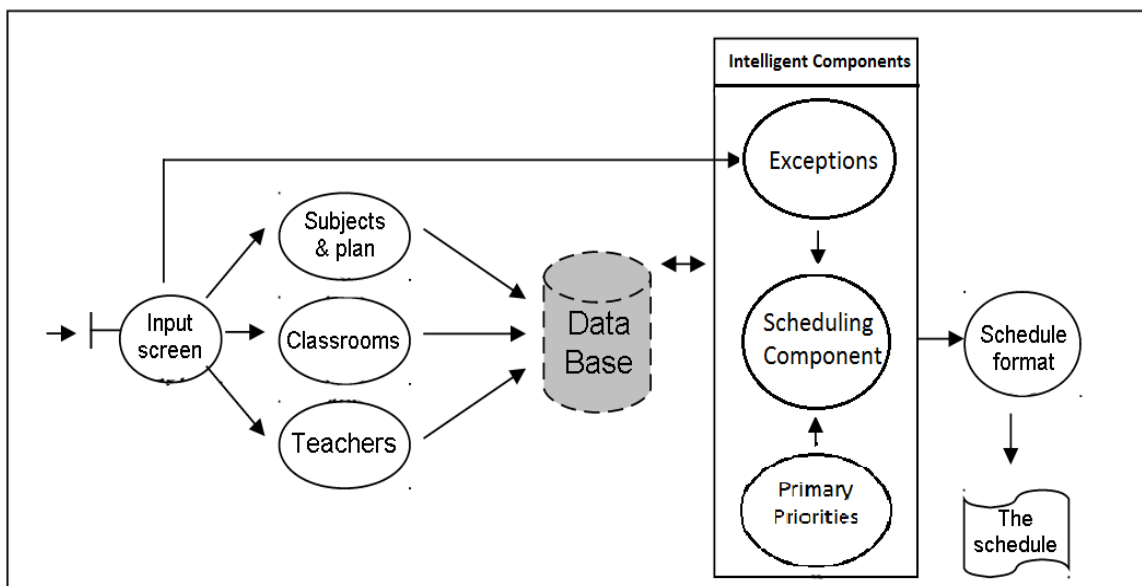 Intelligent Components
Exceptions
Subjects
& plan
Input
screen
Classrooms
Teachers
Data
Base
Scheduling
Component
Primary
Priorities
Schedule
format
The
schedule